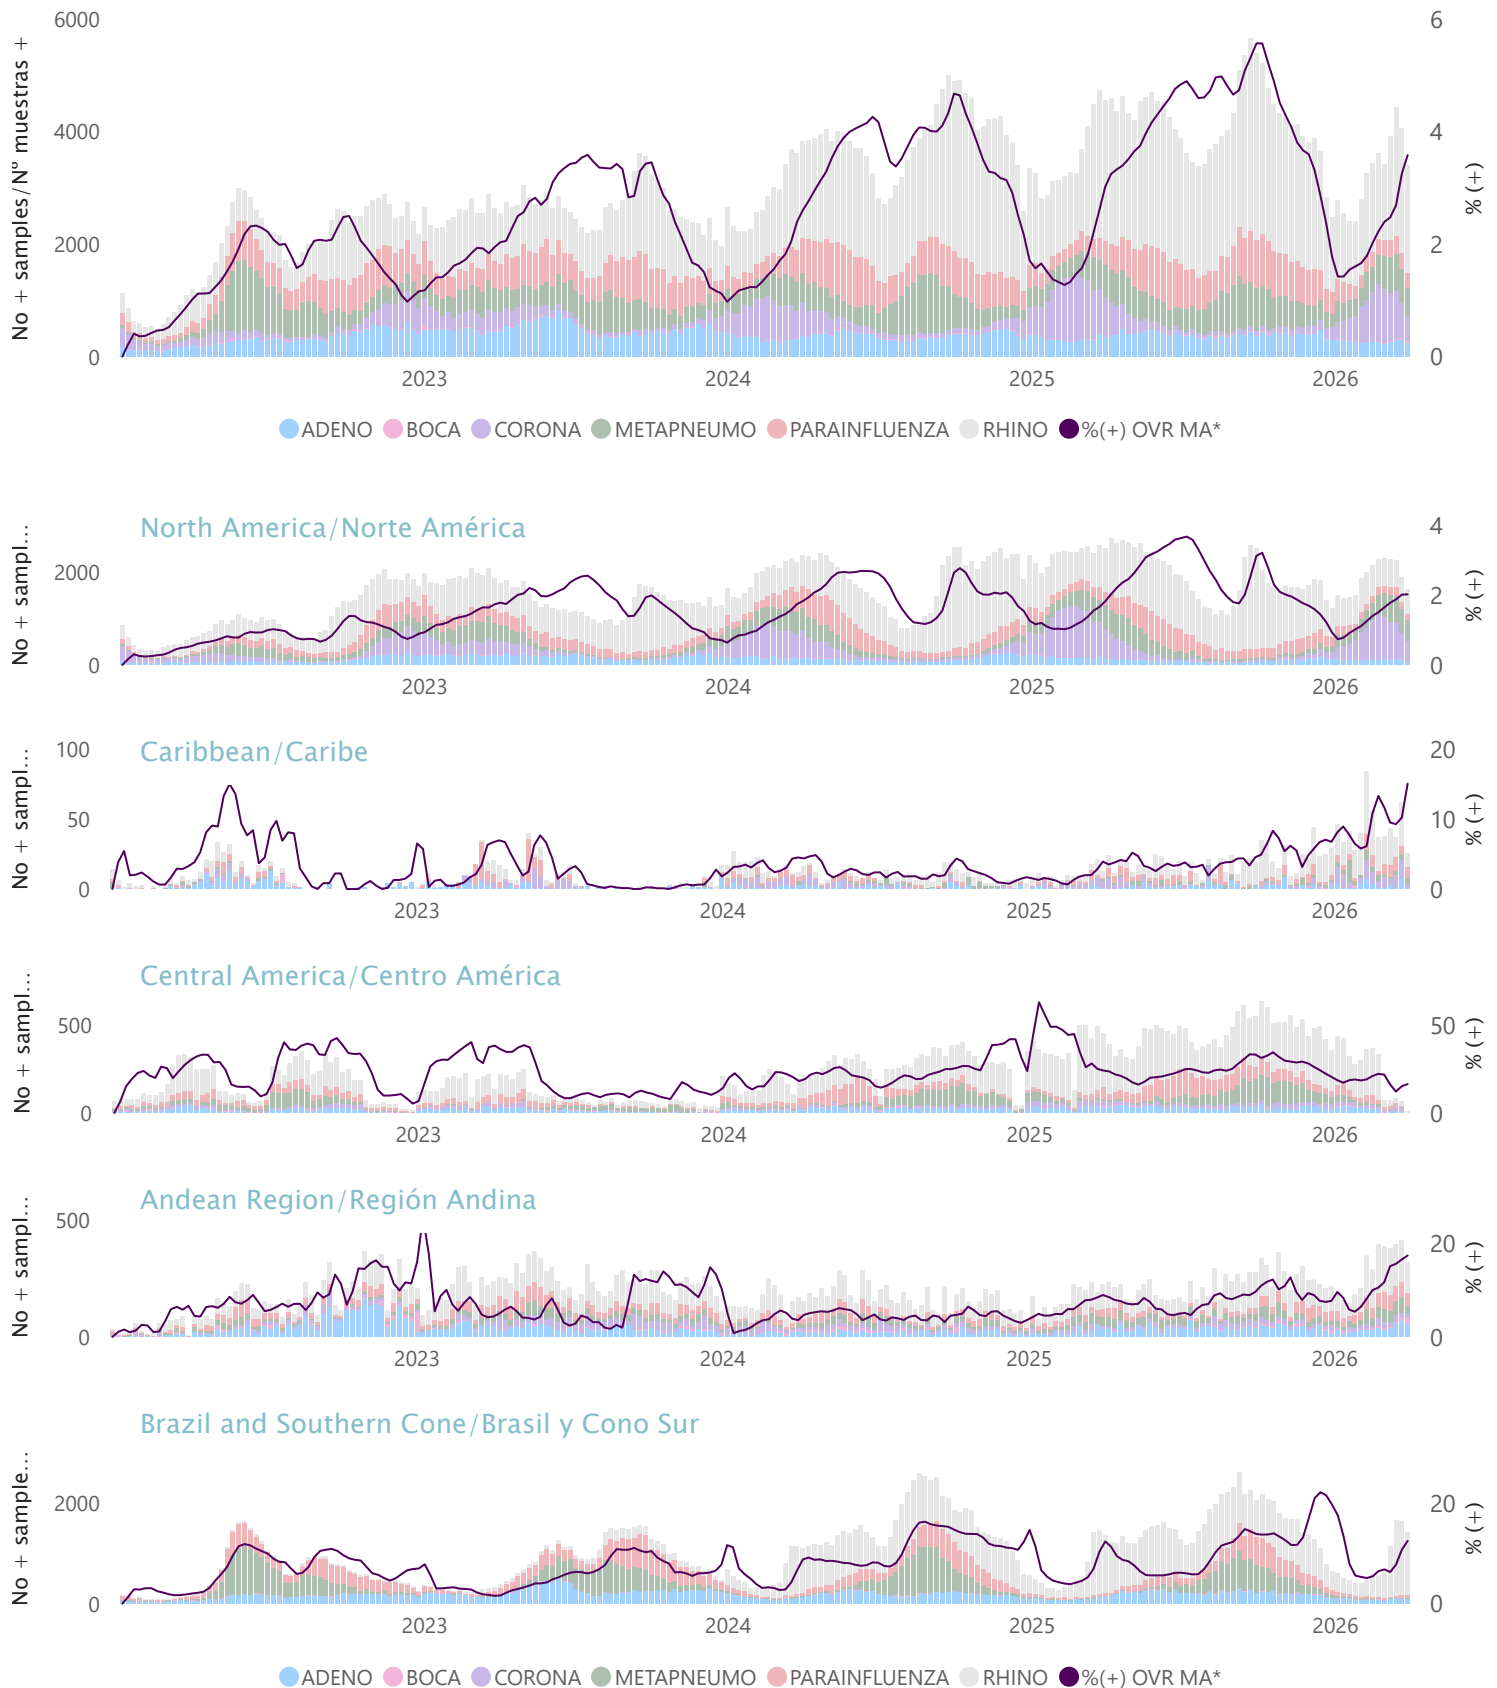 No + samples/N° muestras +
6000
4000
2000
0
6
4
2
0
% (+)
2023 2024 2025 2026
ADENO BOCA CORONA METAPNEUMO PARAINFLUENZA RHINO %(+) OVR MA*
North America/Norte América
No + sampl...
2000
0
4
2
0
% (+)
2023 2024 2025 2026
Caribbean/Caribe
No + sampl...
100
50
0
20
10
0
% (+)
2023 2024 2025 2026
Central America/Centro América
No + sampl...
500
0
50
0
% (+)
2023 2024 2025 2026
Andean Region/Región Andina
No + sampl...
500
0
20
0
% (+)
2023 2024 2025 2026
Brazil and Southern Cone/Brasil y Cono Sur
No + sample...
2000
0
20
0
% (+)
2023 2024 2025 2026
ADENO BOCA CORONA METAPNEUMO PARAINFLUENZA RHINO %(+) OVR MA*